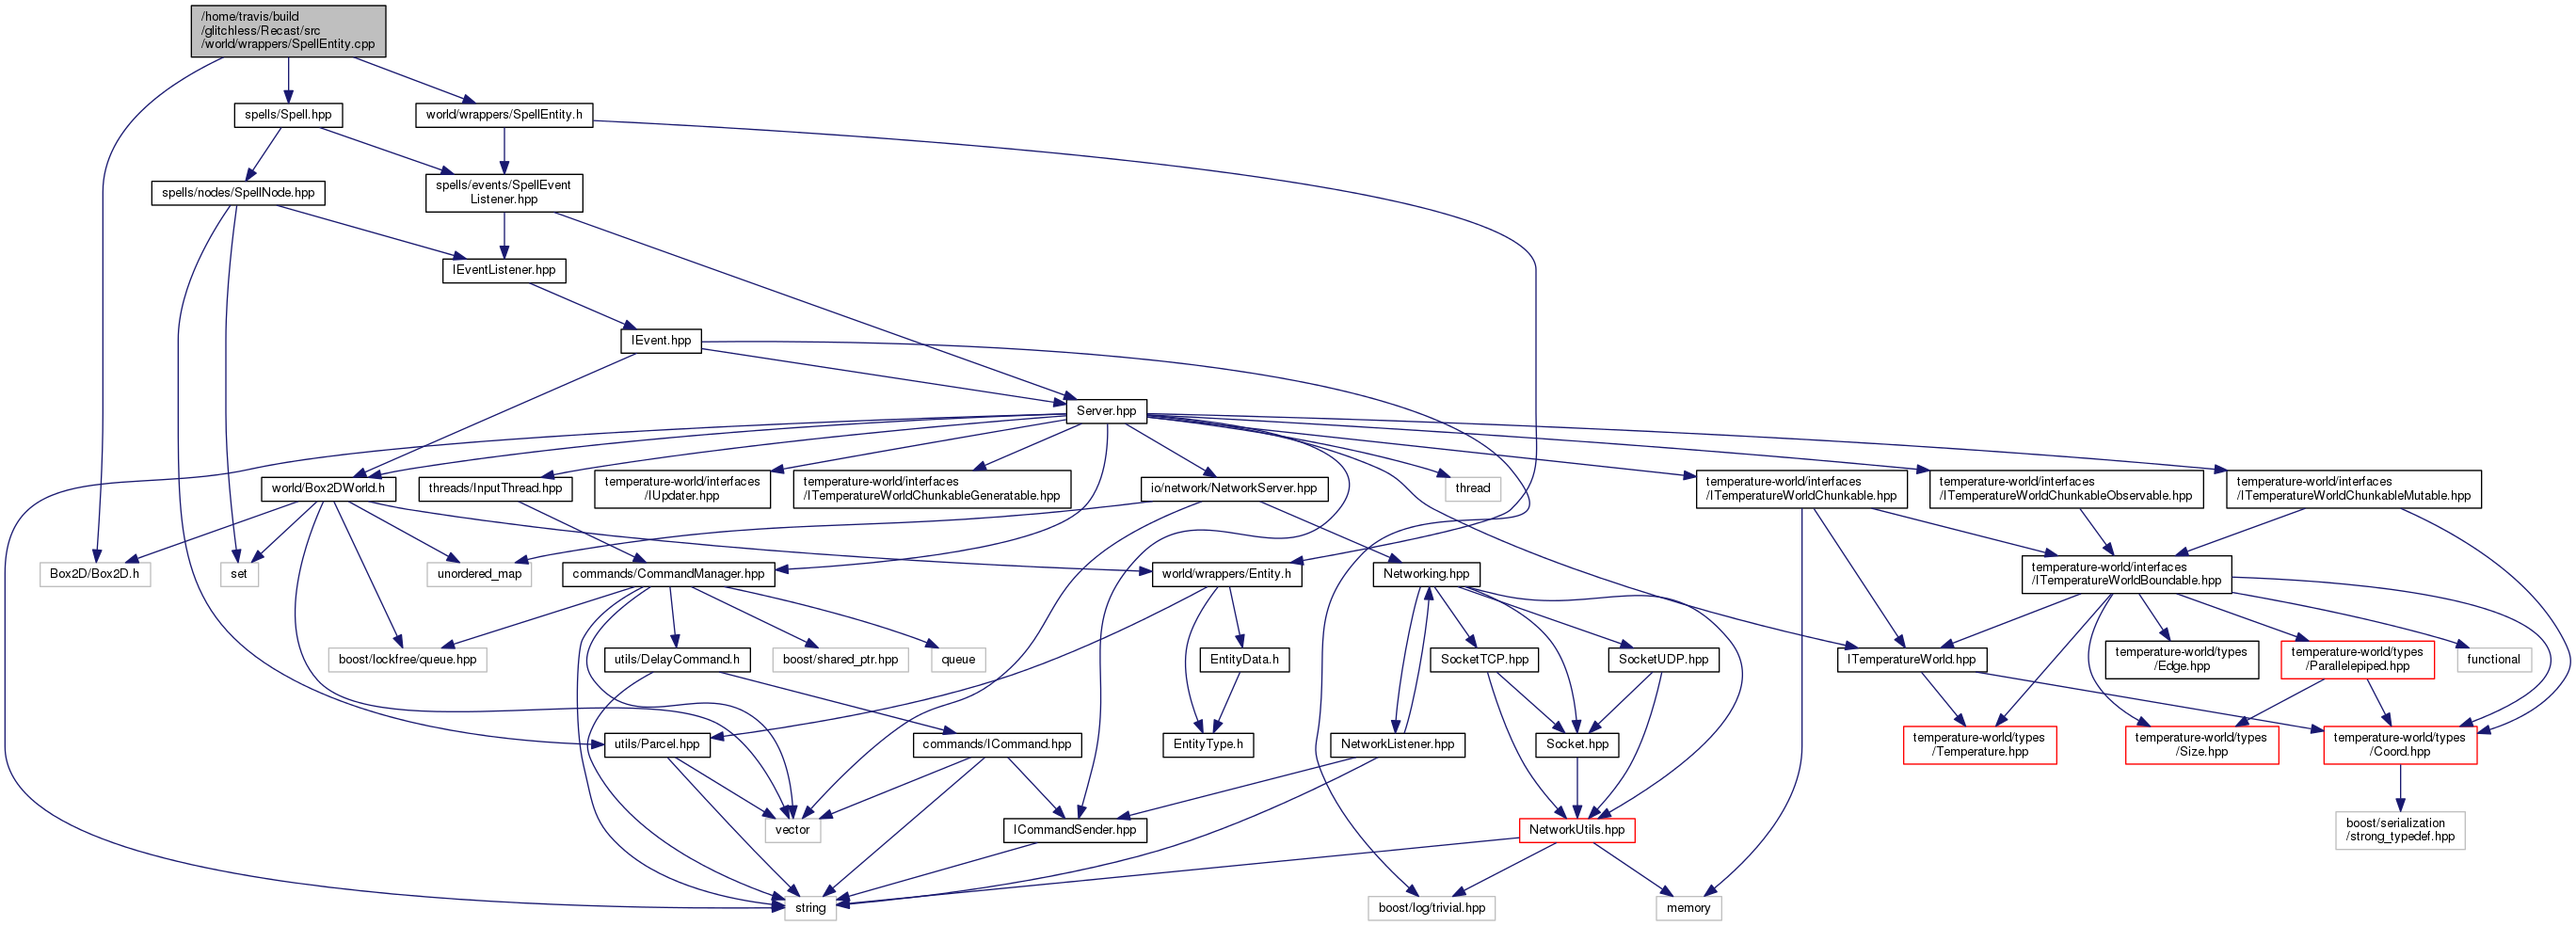 /home/travis/build
/glitchless/Recast/src
/world/wrappers/SpellEntity.cpp
spells/Spell.hpp
world/wrappers/SpellEntity.h
spells/nodes/SpellNode.hpp
spells/events/SpellEvent
Listener.hpp
IEventListener.hpp
IEvent.hpp
Server.hpp
world/Box2DWorld.h
threads/InputThread.hpp
temperature-world/interfaces
/IUpdater.hpp
temperature-world/interfaces
/ITemperatureWorldChunkableGeneratable.hpp
io/network/NetworkServer.hpp
thread
temperature-world/interfaces
/ITemperatureWorldChunkable.hpp
temperature-world/interfaces
/ITemperatureWorldChunkableObservable.hpp
temperature-world/interfaces
/ITemperatureWorldChunkableMutable.hpp
Box2D/Box2D.h
set
unordered_map
commands/CommandManager.hpp
world/wrappers/Entity.h
Networking.hpp
temperature-world/interfaces
/ITemperatureWorldBoundable.hpp
boost/lockfree/queue.hpp
utils/DelayCommand.h
boost/shared_ptr.hpp
queue
EntityData.h
SocketTCP.hpp
SocketUDP.hpp
ITemperatureWorld.hpp
temperature-world/types
/Edge.hpp
temperature-world/types
/Parallelepiped.hpp
functional
utils/Parcel.hpp
commands/ICommand.hpp
EntityType.h
NetworkListener.hpp
Socket.hpp
temperature-world/types
/Temperature.hpp
temperature-world/types
/Size.hpp
temperature-world/types
/Coord.hpp
vector
ICommandSender.hpp
NetworkUtils.hpp
boost/serialization
/strong_typedef.hpp
string
boost/log/trivial.hpp
memory